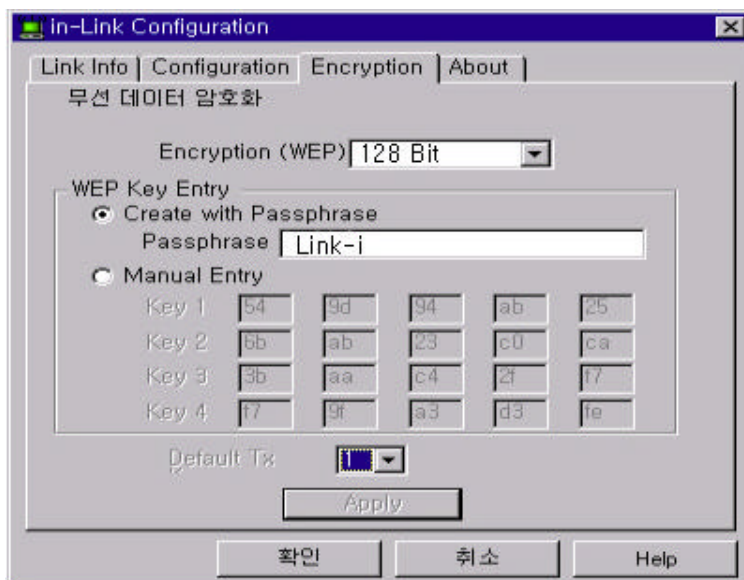 in-Link Configuration
Link Info Configuration Encryption About
무선 데이터 암호화
Encryption (WEP) 128 Bit
WEP Key Entry
Create with Passphrase
Passphrase Link-i
Manual Entry
Key 1 54 9d 94 ab 25
Key 2 6b ab 23 c0 ca
Key 3 3b aa c4 2f f7
Key 4 f7 9f a3 d3 fe
Default Tx 1
Apply
확인 취소 Help